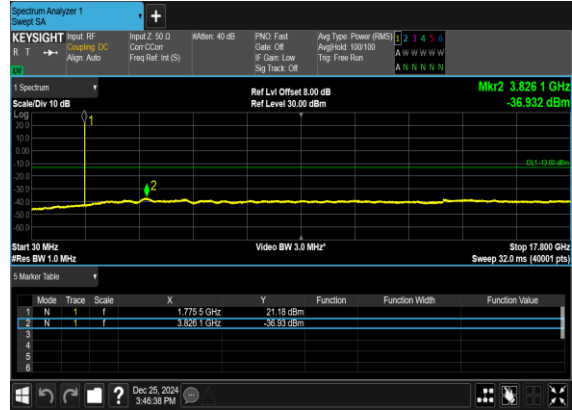 Spectrum Analyzer 1
Swept SA
+
KEYSIGHT
R T
LW
Input: RF
Coupling: DC
Align: Auto
Input Z: 50 Ω
Corr CCorr
Freq Ref: Int (S)
#Atten: 40 dB
PNO: Fast
Gate: Off
IF Gain: Low
Sig Track: Off
Avg Type: Power (RMS)
Avg|Hold: 100/100
Trig: Free Run
1 2 3 4 5 6
A W W W W W
A N N N N N
1 Spectrum
Scale/Div 10 dB
Ref Lvl Offset 8.00 dB
Ref Level 30.00 dBm
Mkr2 3.826 1 GHz
-36.932 dBm
Log
20.0
10.0
0.00
-10.0
-20.0
-30.0
-40.0
-50.0
-60.0
1
2
DL1 -13.00 dBm
Start 30 MHz
#Res BW 1.0 MHz
Video BW 3.0 MHz*
Stop 17.800 GHz
Sweep 32.0 ms (40001 pts)
5 Marker Table
Mode Trace Scale X Y Function Function Width Function Value
1 N 1 f 1.775 5 GHz 21.18 dBm
2 N 1 f 3.826 1 GHz -36.93 dBm
3
4
5
6
?
Dec 25, 2024
3:46:38 PM